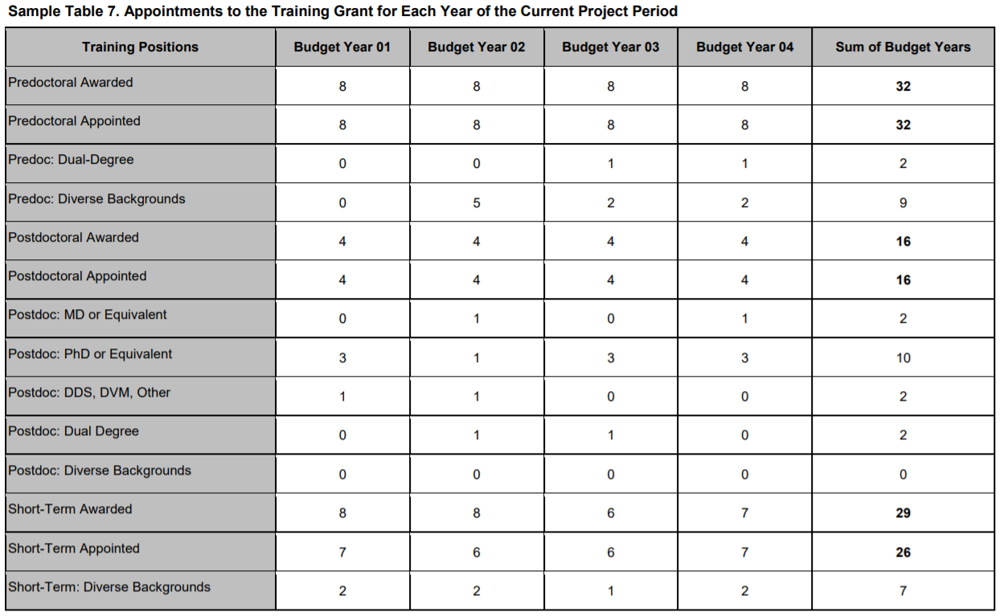 Sample Table 7. Appointments to the Training Grant for Each Year of the Current Project Period
Training Positions Budget Year 01 Budget Year 02 Budget Year 03 Budget Year 04 Sum of Budget Years
Predoctoral Awarded 8 8 8 8 32
Predoctoral Appointed 8 8 8 8 32
Predoc: Dual-Degree 0 0 1 1 2
Predoc: Diverse Backgrounds 0 5 2 2 9
Postdoctoral Awarded 4 4 4 4 16
Postdoctoral Appointed 4 4 4 4 16
Postdoc: MD or Equivalent 0 1 0 1 2
Postdoc: PhD or Equivalent 3 1 3 3 10
Postdoc: DDS, DVM, Other 1 1 0 0 2
Postdoc: Dual Degree 0 1 1 0 2
Postdoc: Diverse Backgrounds 0 0 0 0 0
Short-Term Awarded 8 8 6 7 29
Short-Term Appointed 7 6 6 7 26
Short-Term: Diverse Backgrounds 2 2 1 2 7